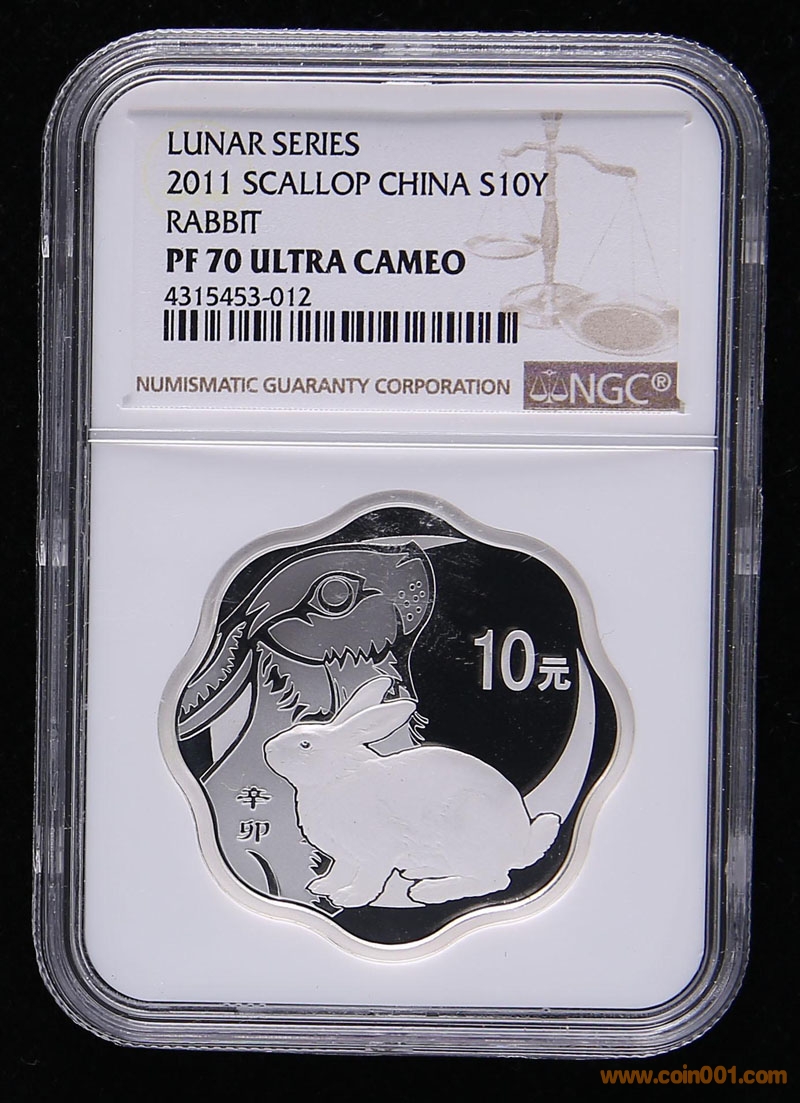 LUNAR SERIES
2011 SCALLOP CHINA S10Y
RABBIT
PF 70 ULTRA CAMEO
4315453-012
NUMISMATIC GUARANTY CORPORATION
NGC®
10元
辛
卯
www.coin001.com